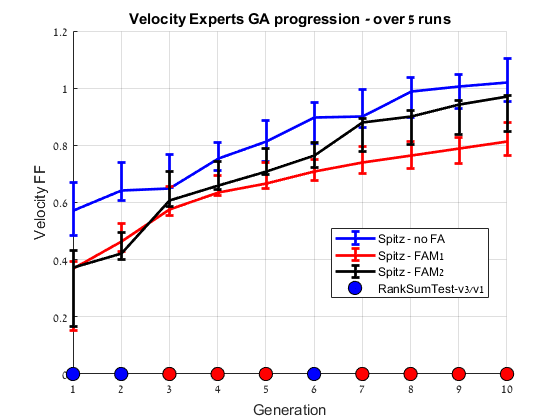 Velocity Experts GA progression - over 5 runs
Velocity FF
1.2
1
0.8
0.6
0.4
0.2
0
1 2 3 4 5 6 7 8 9 10
Generation
Spitz - no FA
Spitz - FAM1
Spitz - FAM2
RankSumTest-v3/v1